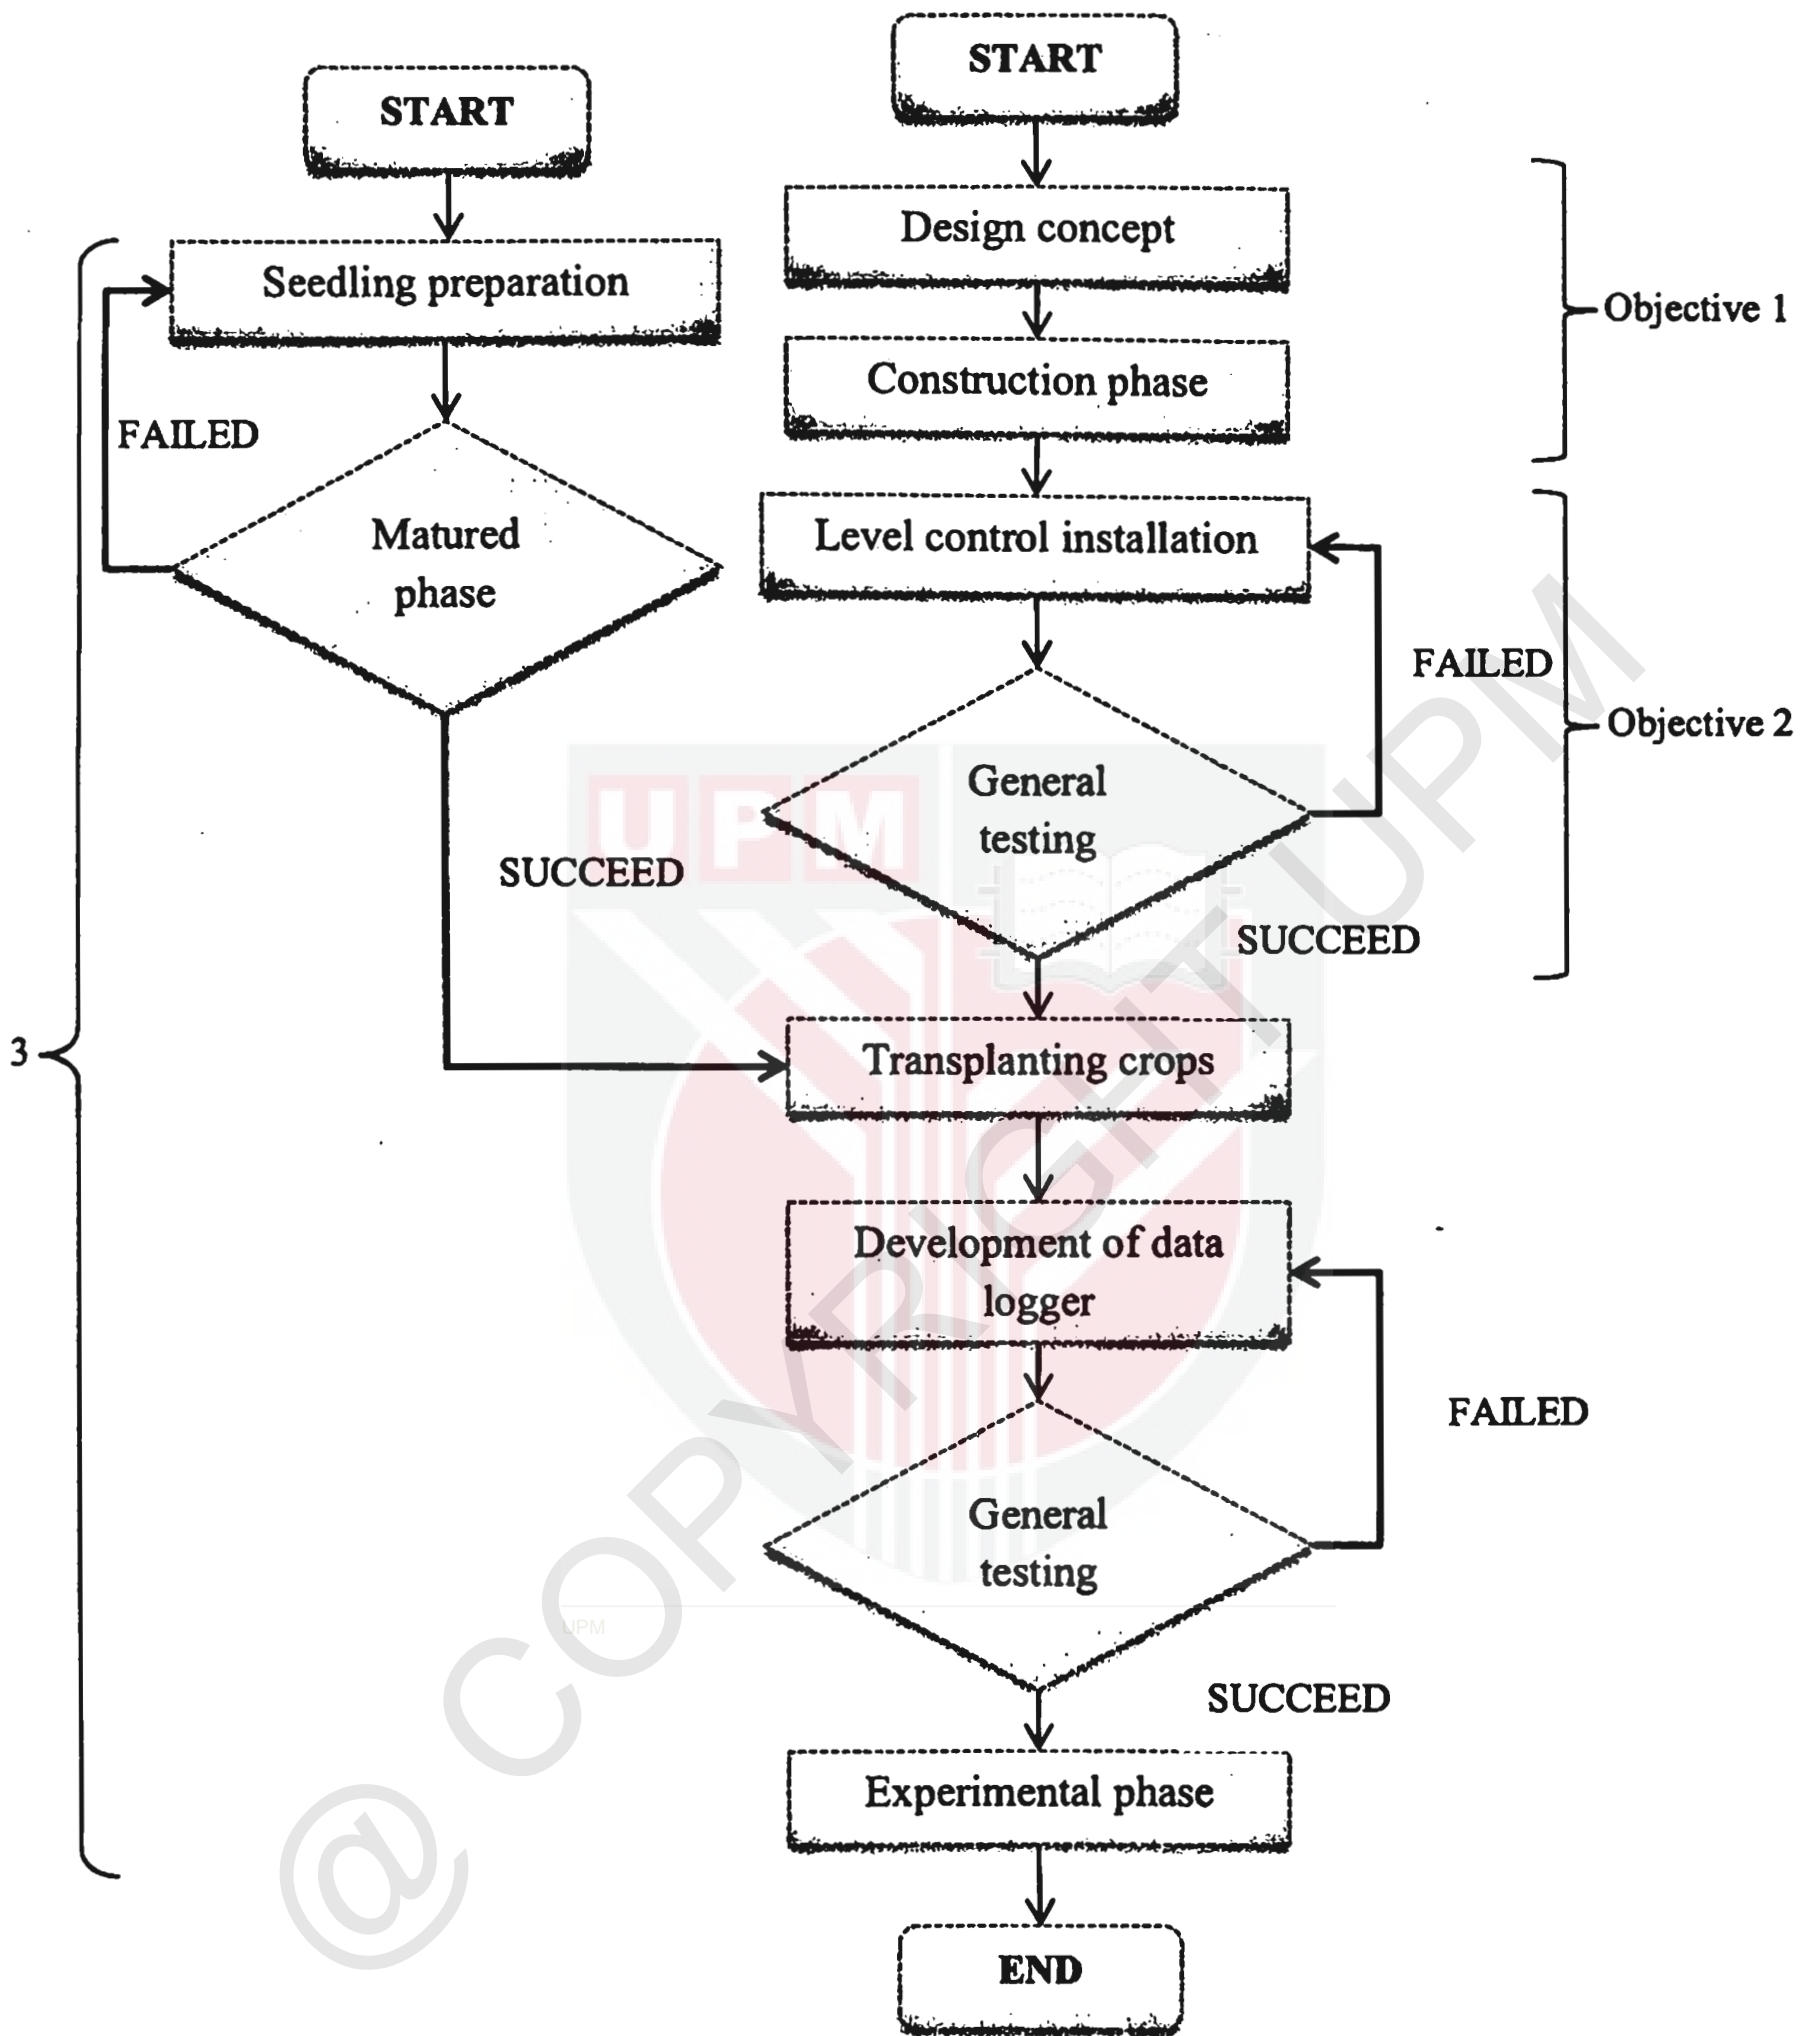 START
START
Design concept
Seedling preparation
Objective 1
Construction phase
FAILED
Matured
phase
Level control installation
FAILED
Objective 2
General
testing
UPM
SUCCEED
SUCCEED
3
Transplanting crops
Development of data
logger
FAILED
General
testing
UPM
SUCCEED
Experimental phase
END
@ COPYRIGHT UPM